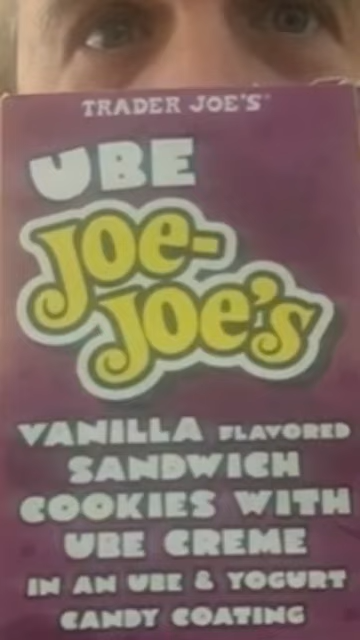 TRADER JOE'S
UBE
JOE-
JOE'S
VANILLA FLAVORED
SANDWICH
COOKIES WITH
UBE CREME
IN AN UBE & YOGURT
CANDY COATING